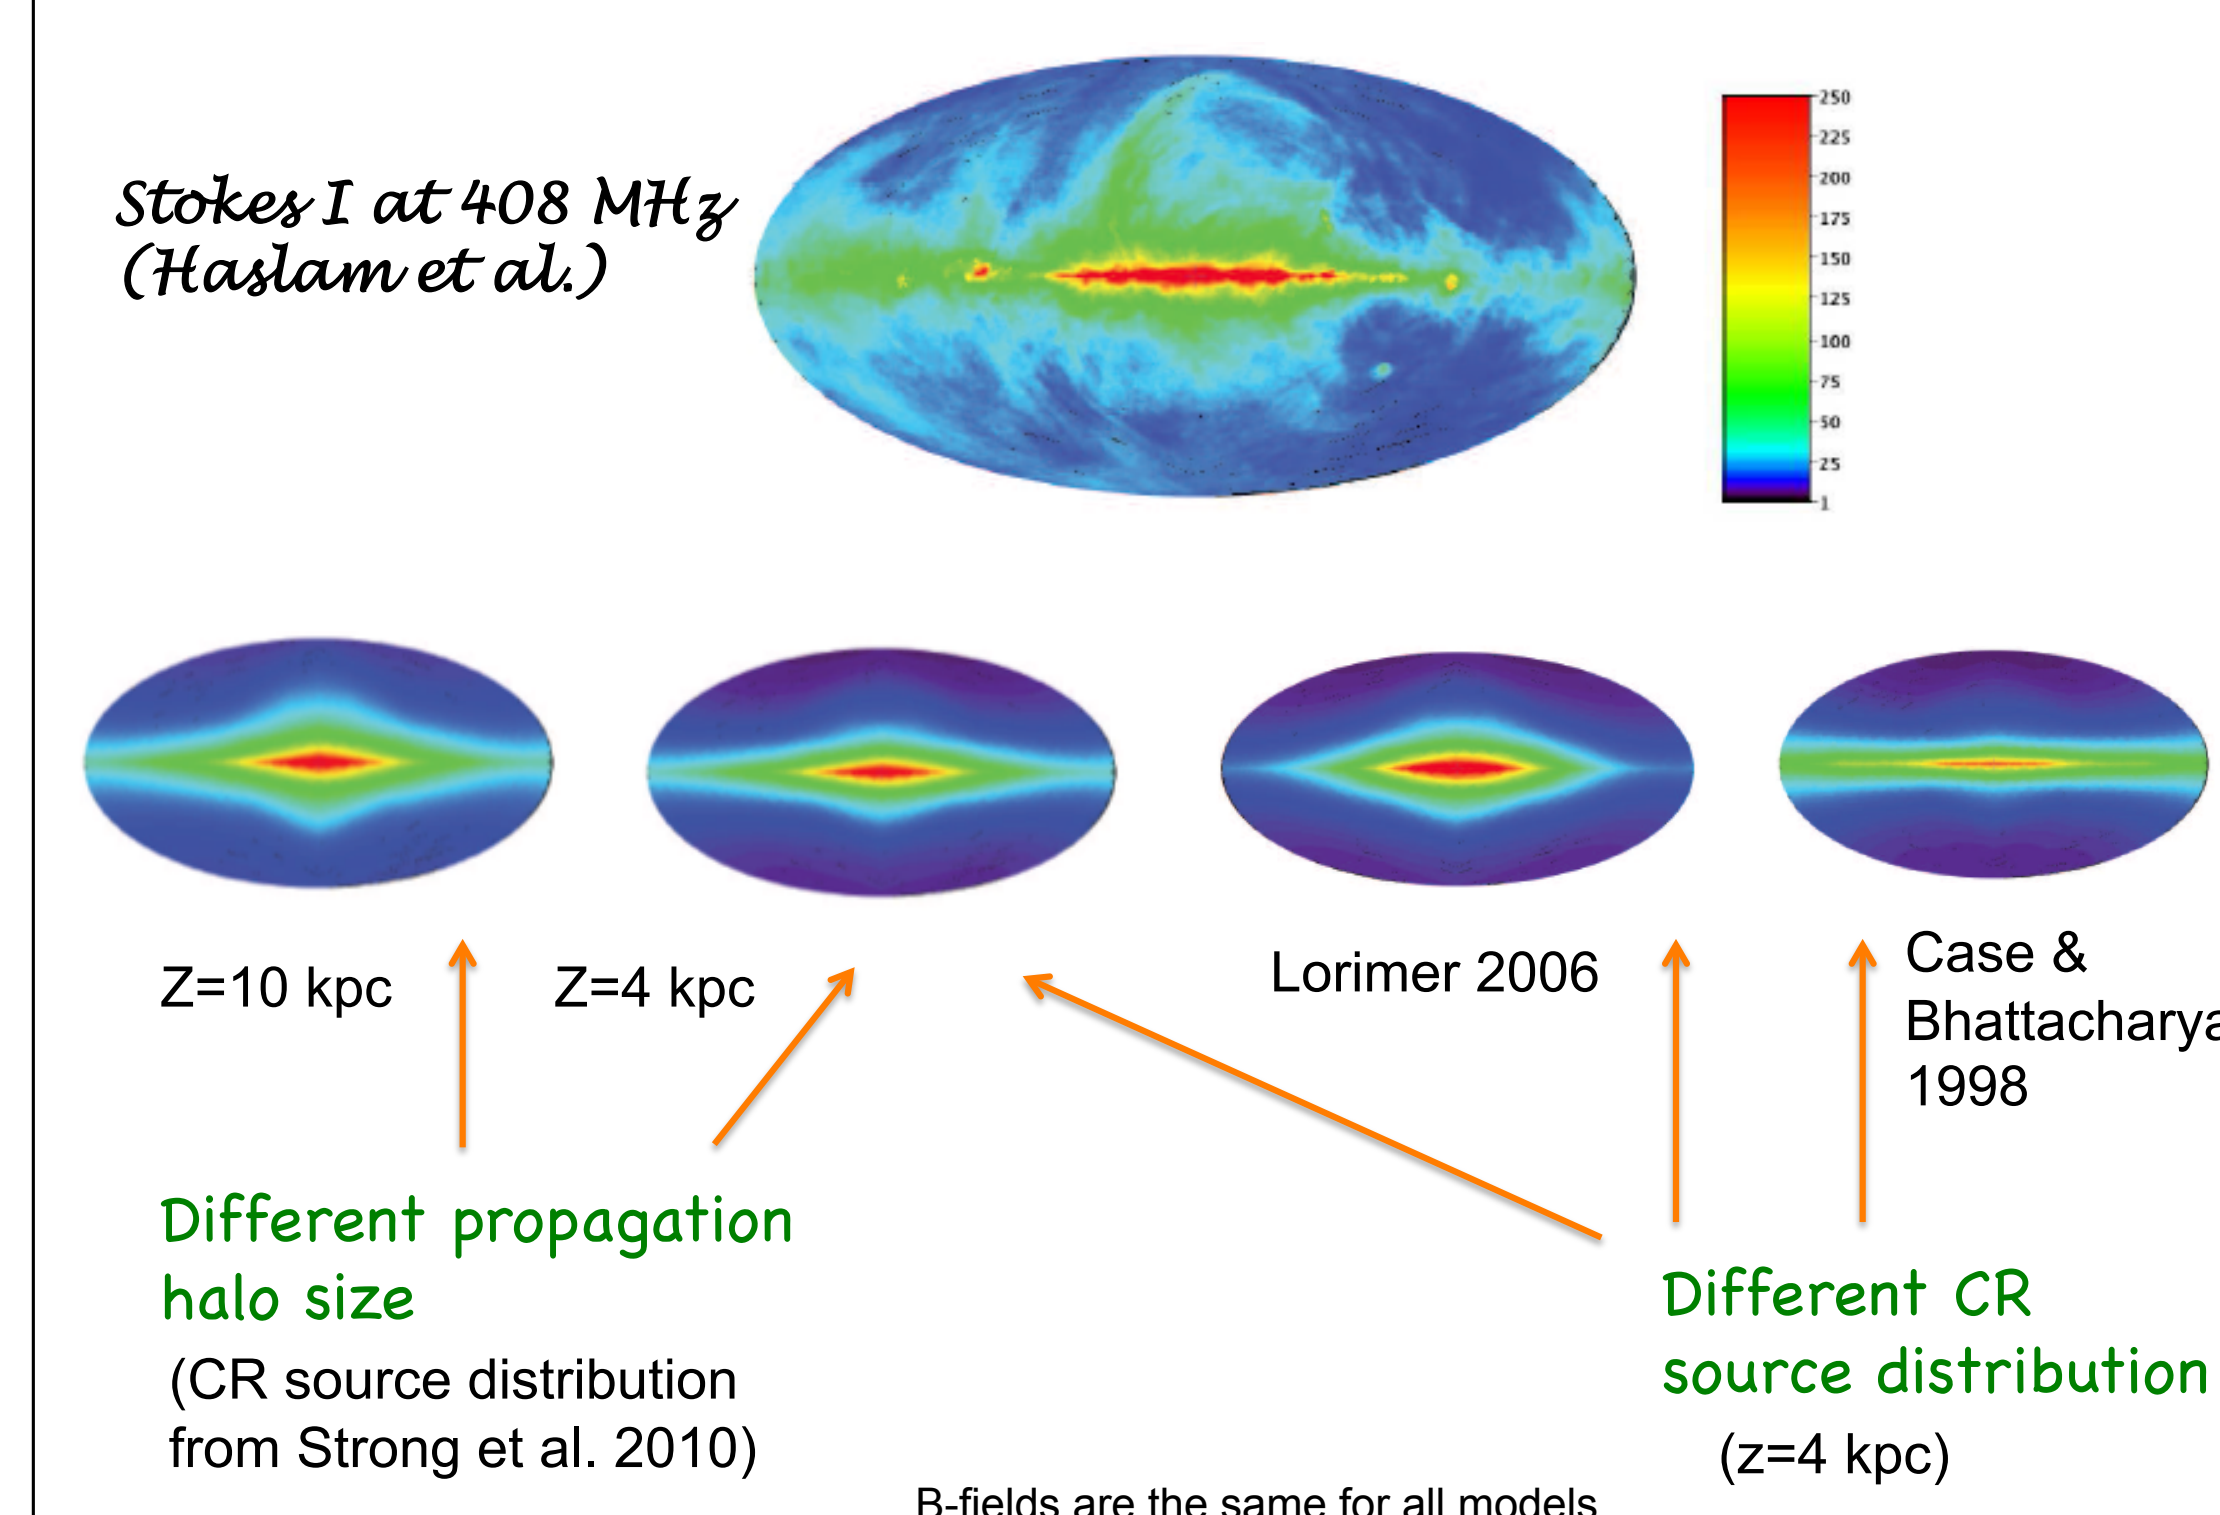 Stokes I at 408 MHz
(Haslam et al.)
250
225
200
175
150
125
100
75
50
25
1
Z=10 kpc
Z=4 kpc
Lorimer 2006
Case &
Bhattacharya
1998
Different propagation
halo size
(CR source distribution
from Strong et al. 2010)
Different CR
source distribution
(z=4 kpc)
B-fields are the same for all models